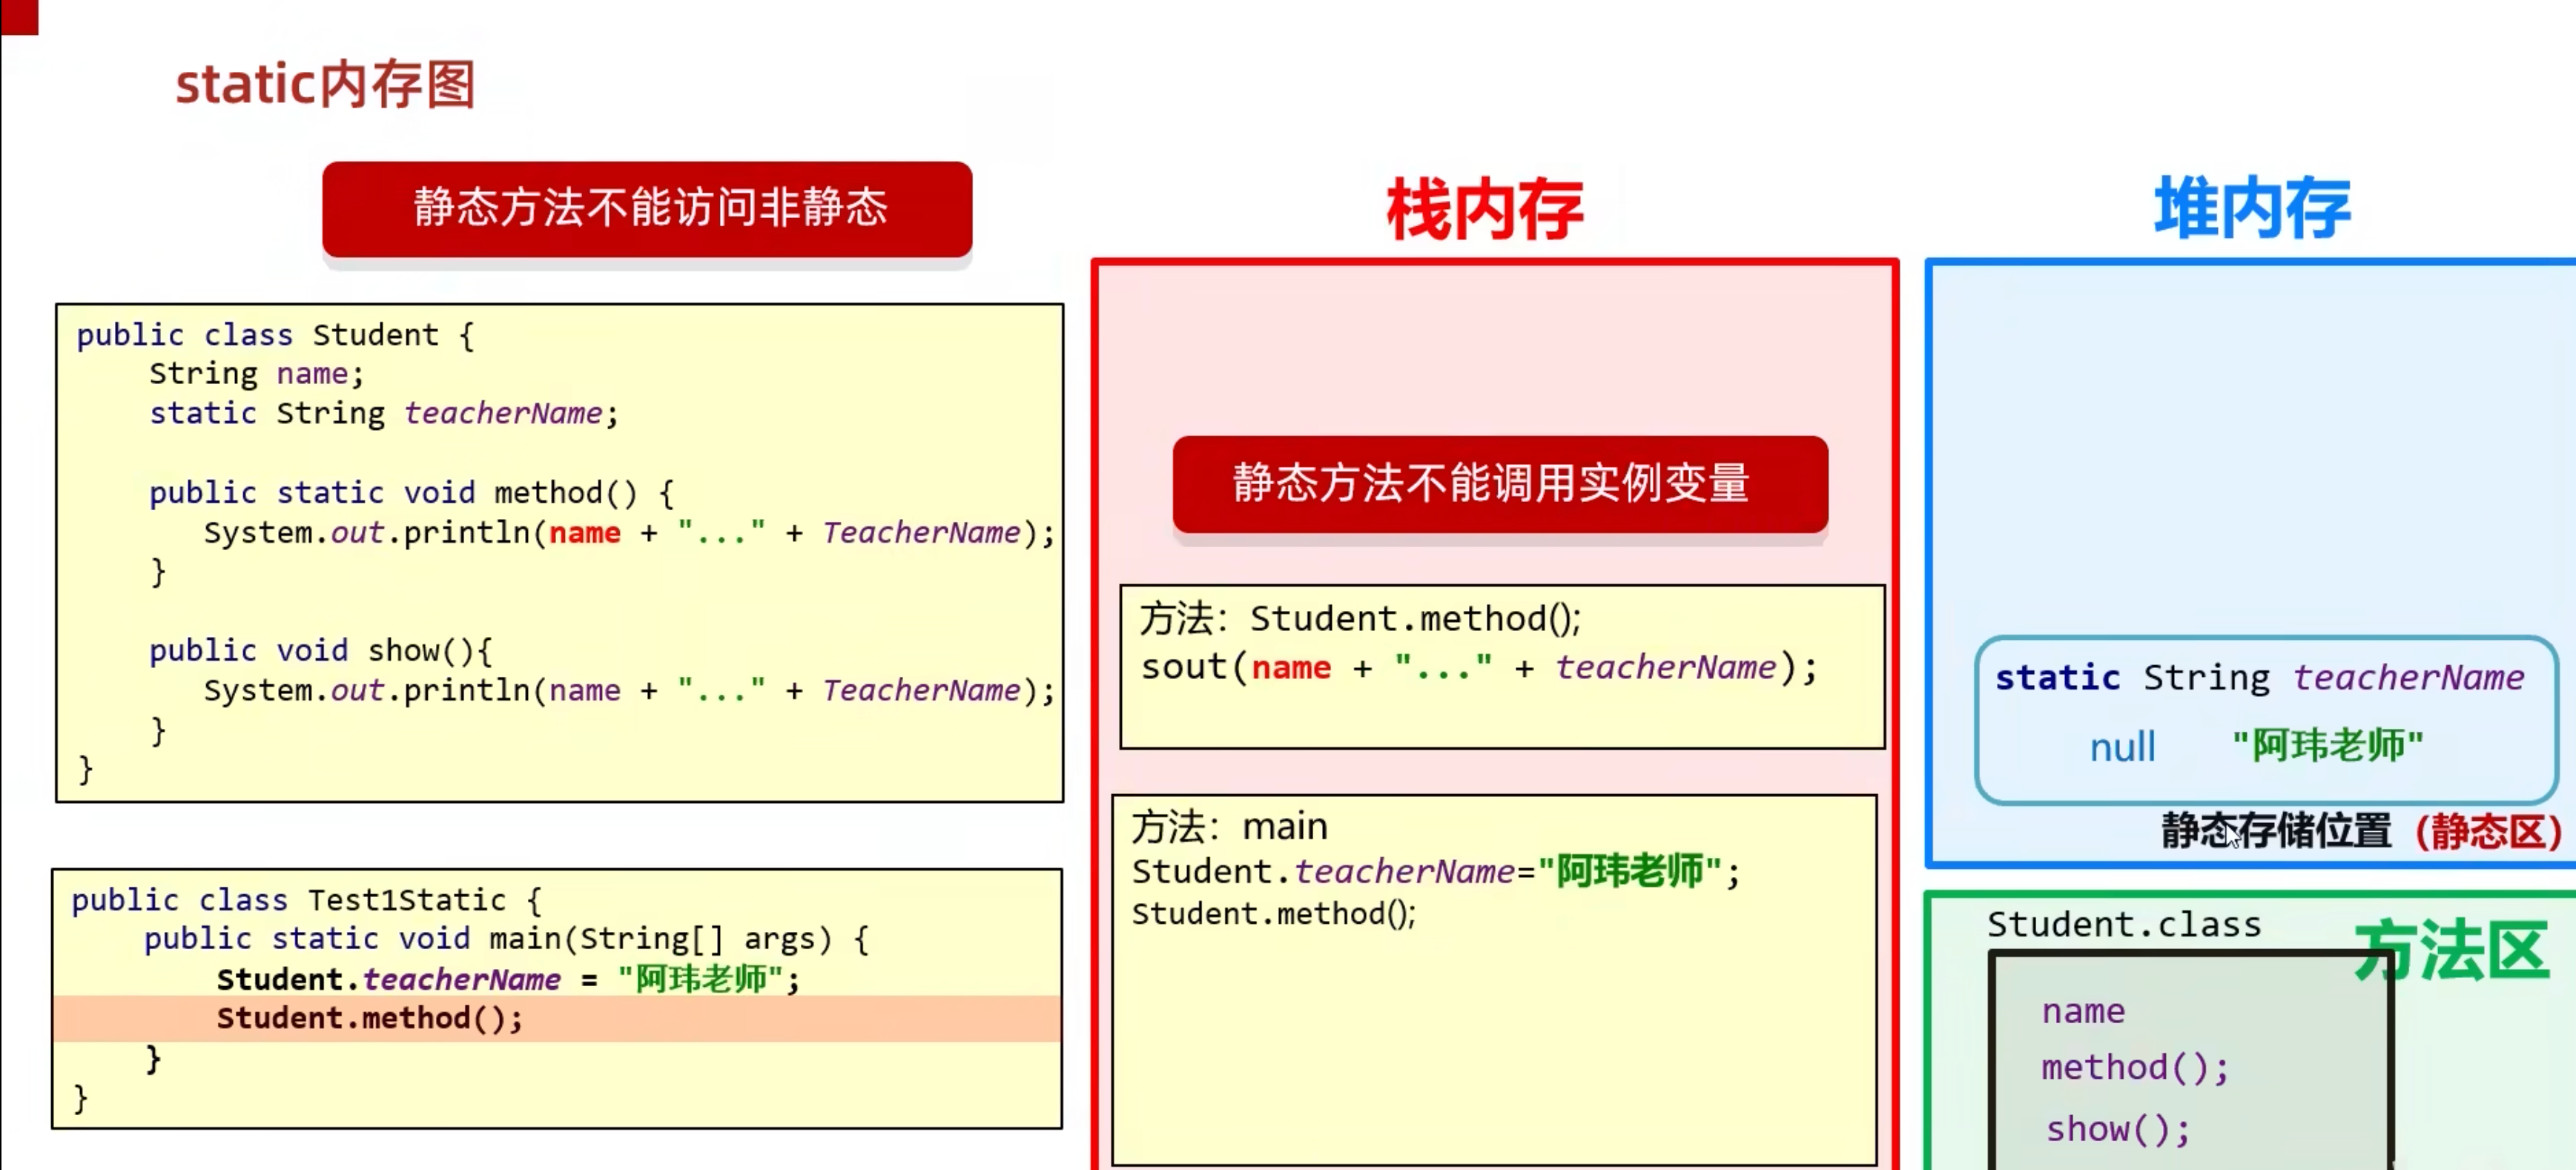 static内存图
静态方法不能访问非静态
public class Student {
String name;
static String teacherName;
public static void method() {
System.out.println(name + "..." + TeacherName);
}
public void show(){
System.out.println(name + "..." + TeacherName);
}
}
public class Test1Static {
public static void main(String[] args) {
Student.teacherName = "阿玮老师";
Student.method();
}
}
栈内存
静态方法不能调用实例变量
方法：Student.method();
sout(name + "..." + teacherName);
方法：main
Student.teacherName="阿玮老师";
Student.method();
堆内存
static String teacherName
null "阿玮老师"
静态存储位置（静态区）
Student.class
方法区
name
method();
show();